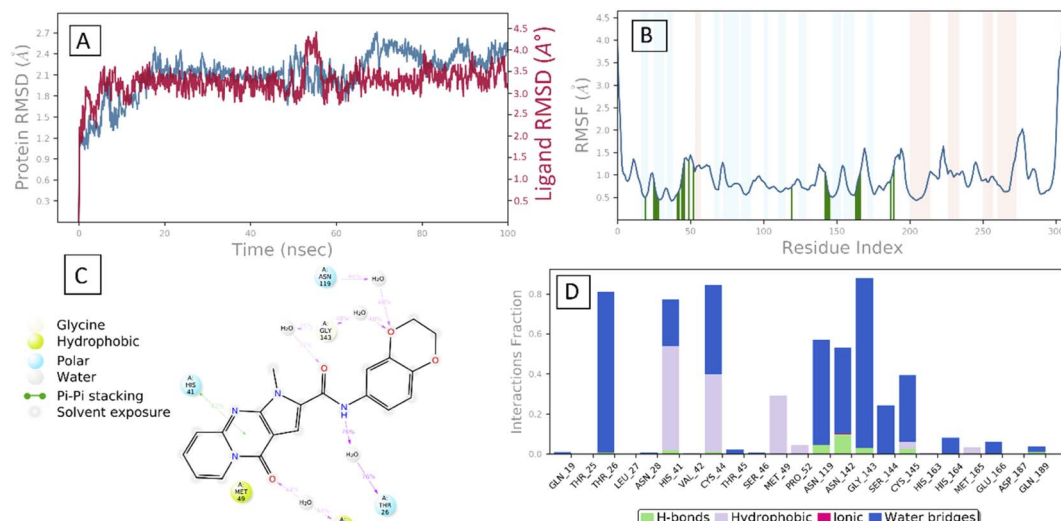 A
Protein RMSD (Å)
2.7
2.4
2.1
1.8
1.5
1.2
0.9
0.6
0.3
4.5
4.0
3.5
3.0
2.5
2.0
1.5
1.0
0.5
Ligand RMSD (A°)
0
20
40
60
80
100
Time (nsec)
B
RMSF (Å)
4.5
4.0
3.5
3.0
2.5
2.0
1.5
1.0
0.5
0
50
100
150
200
250
300
Residue Index
C
Glycine
Hydrophobic
Polar
Water
Pi-Pi stacking
Solvent exposure
A:
ASN
119
H₂O
H₂O
H₂O
A:
GLY
143
A:
HIS
41
O
O
O
N
N
N
N
H
O
76%
H₂O
A:
MET
49
H₂O
A:
THR
26
A:
D
Interactions Fraction
0.8
0.6
0.4
0.2
0.0
GLN_19
THR_25
THR_26
LEU_27
ASN_28
HIS_41
VAL_42
CYS_44
THR_45
SER_46
MET_49
PRO_52
ASN_119
ASN_142
GLY_143
SER_144
CYS_145
HIS_163
HIS_164
MET_165
GLU_166
ASP_187
GLN_189
H-bonds
Hydrophobic
Ionic
Water bridges